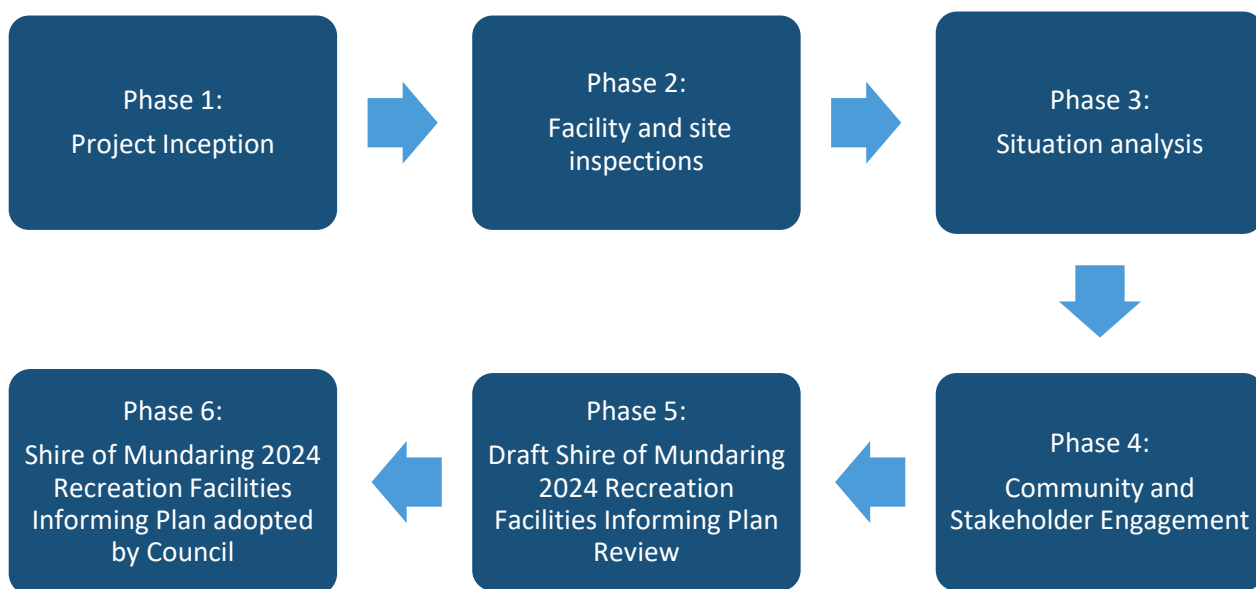 Phase 1:
Project Inception
Phase 2:
Facility and site
inspections
Phase 3:
Situation analysis
Phase 4:
Community and
Stakeholder Engagement
Phase 5:
Draft Shire of Mundaring
2024 Recreation
Facilities Informing Plan
Review
Phase 6:
Shire of Mundaring 2024
Recreation Facilities
Informing Plan adopted
by Council